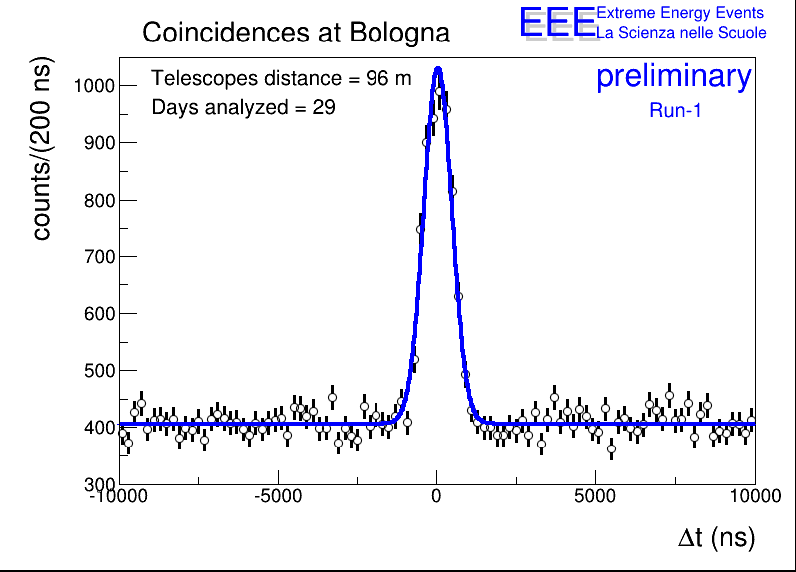 Coincidences at Bologna
EEE
Extreme Energy Events
La Scienza nelle Scuole
counts/(200 ns)
Telescopes distance = 96 m
Days analyzed = 29
preliminary
Run-1
1000
900
800
700
600
500
400
300
-10000 -5000 0 5000 10000
Δt (ns)